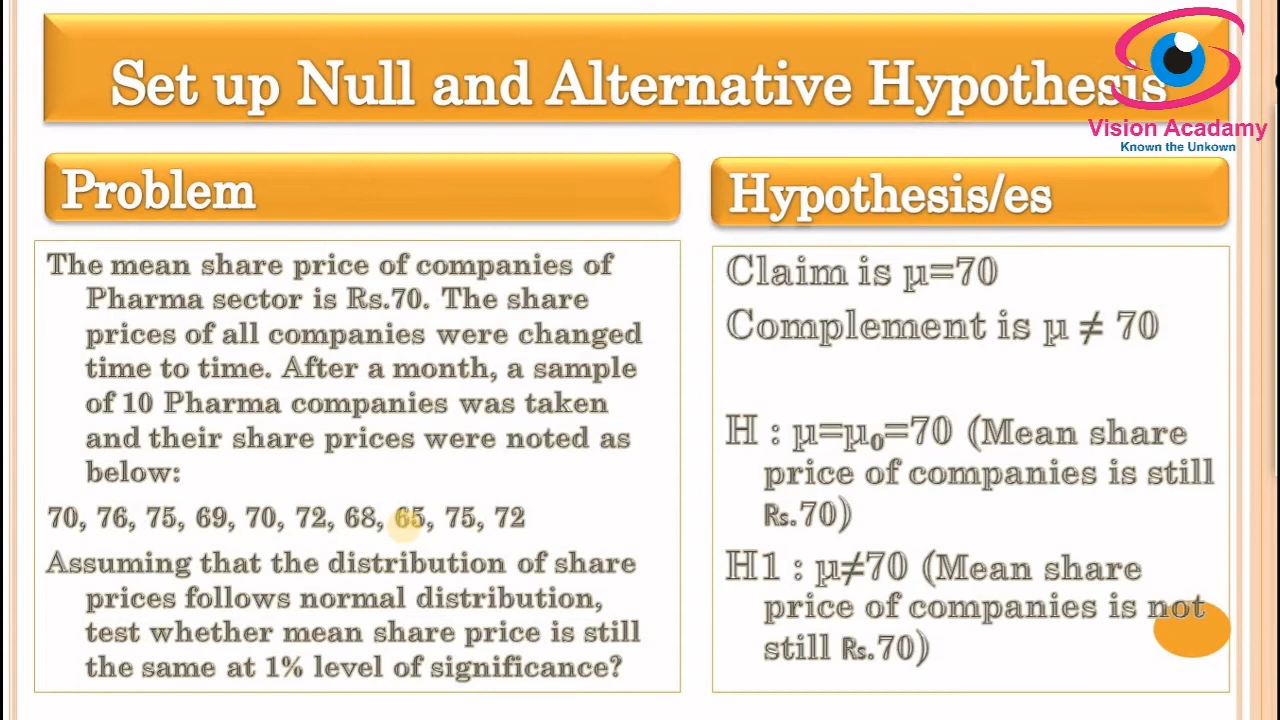 Set up Null and Alternative Hypothesis
Vision Acadamy
Known the Unkown
Problem
The mean share price of companies of
Pharma sector is Rs.70. The share
prices of all companies were changed
time to time. After a month, a sample
of 10 Pharma companies was taken
and their share prices were noted as
below:
70, 76, 75, 69, 70, 72, 68, 65, 75, 72
Assuming that the distribution of share
prices follows normal distribution,
test whether mean share price is still
the same at 1% level of significance?
Hypothesis/es
Claim is µ=70
Complement is µ ≠ 70
H : µ=µ₀=70 (Mean share
price of companies is still
Rs.70)
H1 : µ≠70 (Mean share
price of companies is not
still Rs.70)